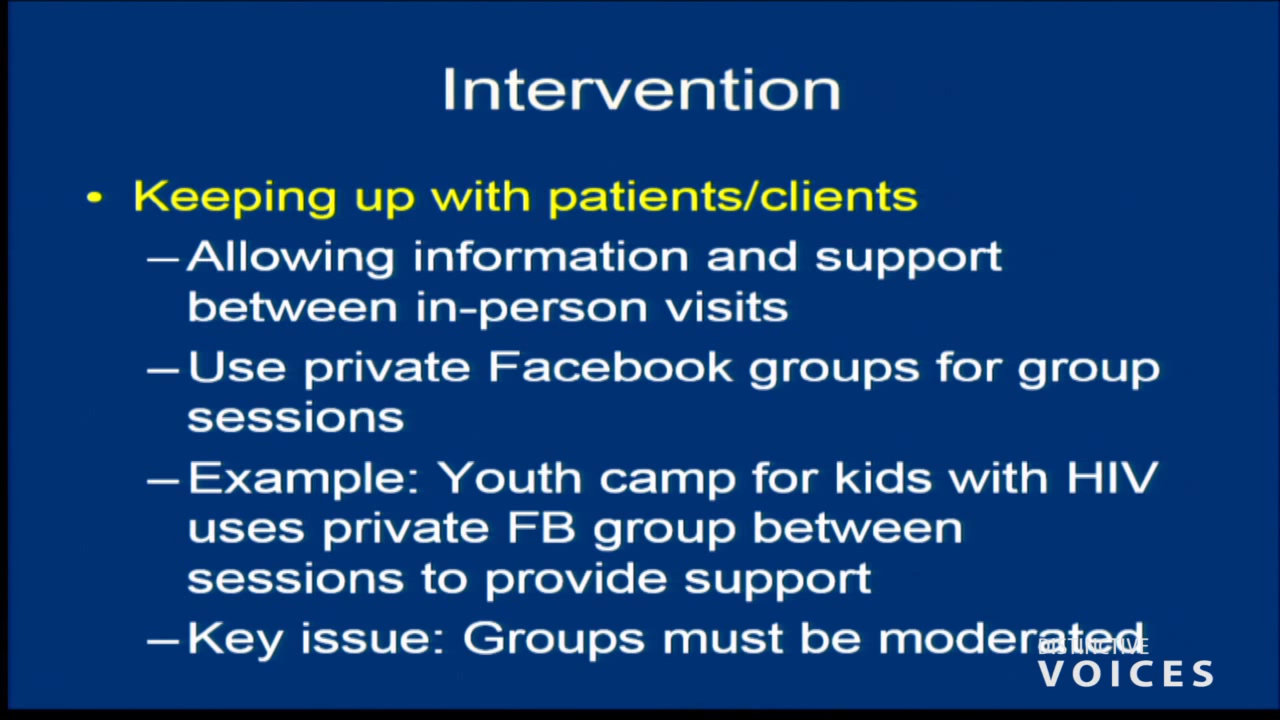 Intervention
• Keeping up with patients/clients
– Allowing information and support
between in-person visits
– Use private Facebook groups for group
sessions
– Example: Youth camp for kids with HIV
uses private FB group between
sessions to provide support
– Key issue: Groups must be moderated
DISTINCTIVE
VOICES